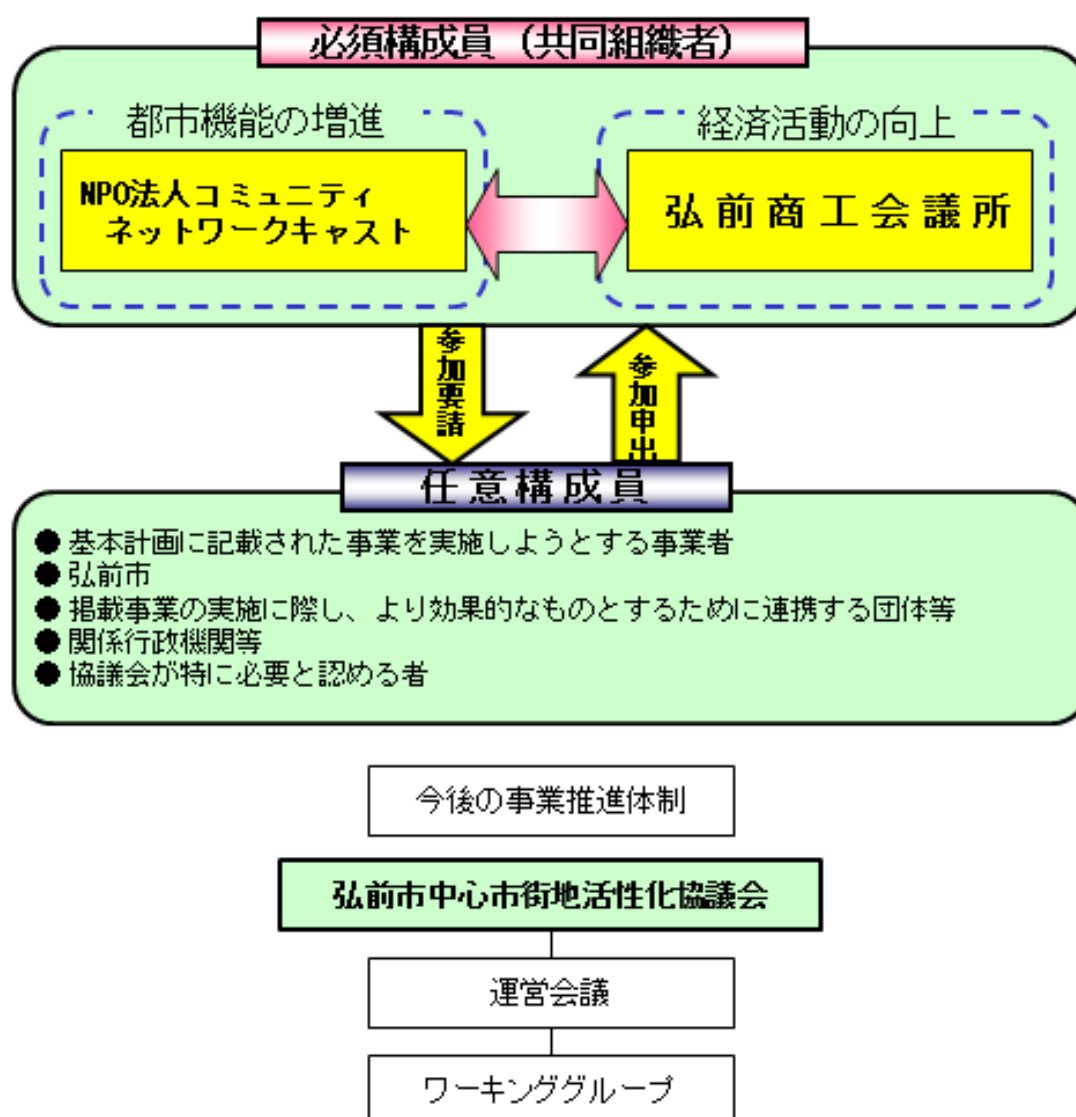 必須構成員（共同組織者）
都市機能の増進
経済活動の向上
NPO法人コミュニティ
ネットワークキャスト
弘前商工会議所
参加要請
参加申出
任意構成員
●基本計画に記載された事業を実施しようとする事業者
●弘前市
●掲載事業の実施に際し、より効果的なものとするために連携する団体等
●関係行政機関等
●協議会が特に必要と認める者
今後の事業推進体制
弘前市中心市街地活性化協議会
運営会議
ワーキンググループ